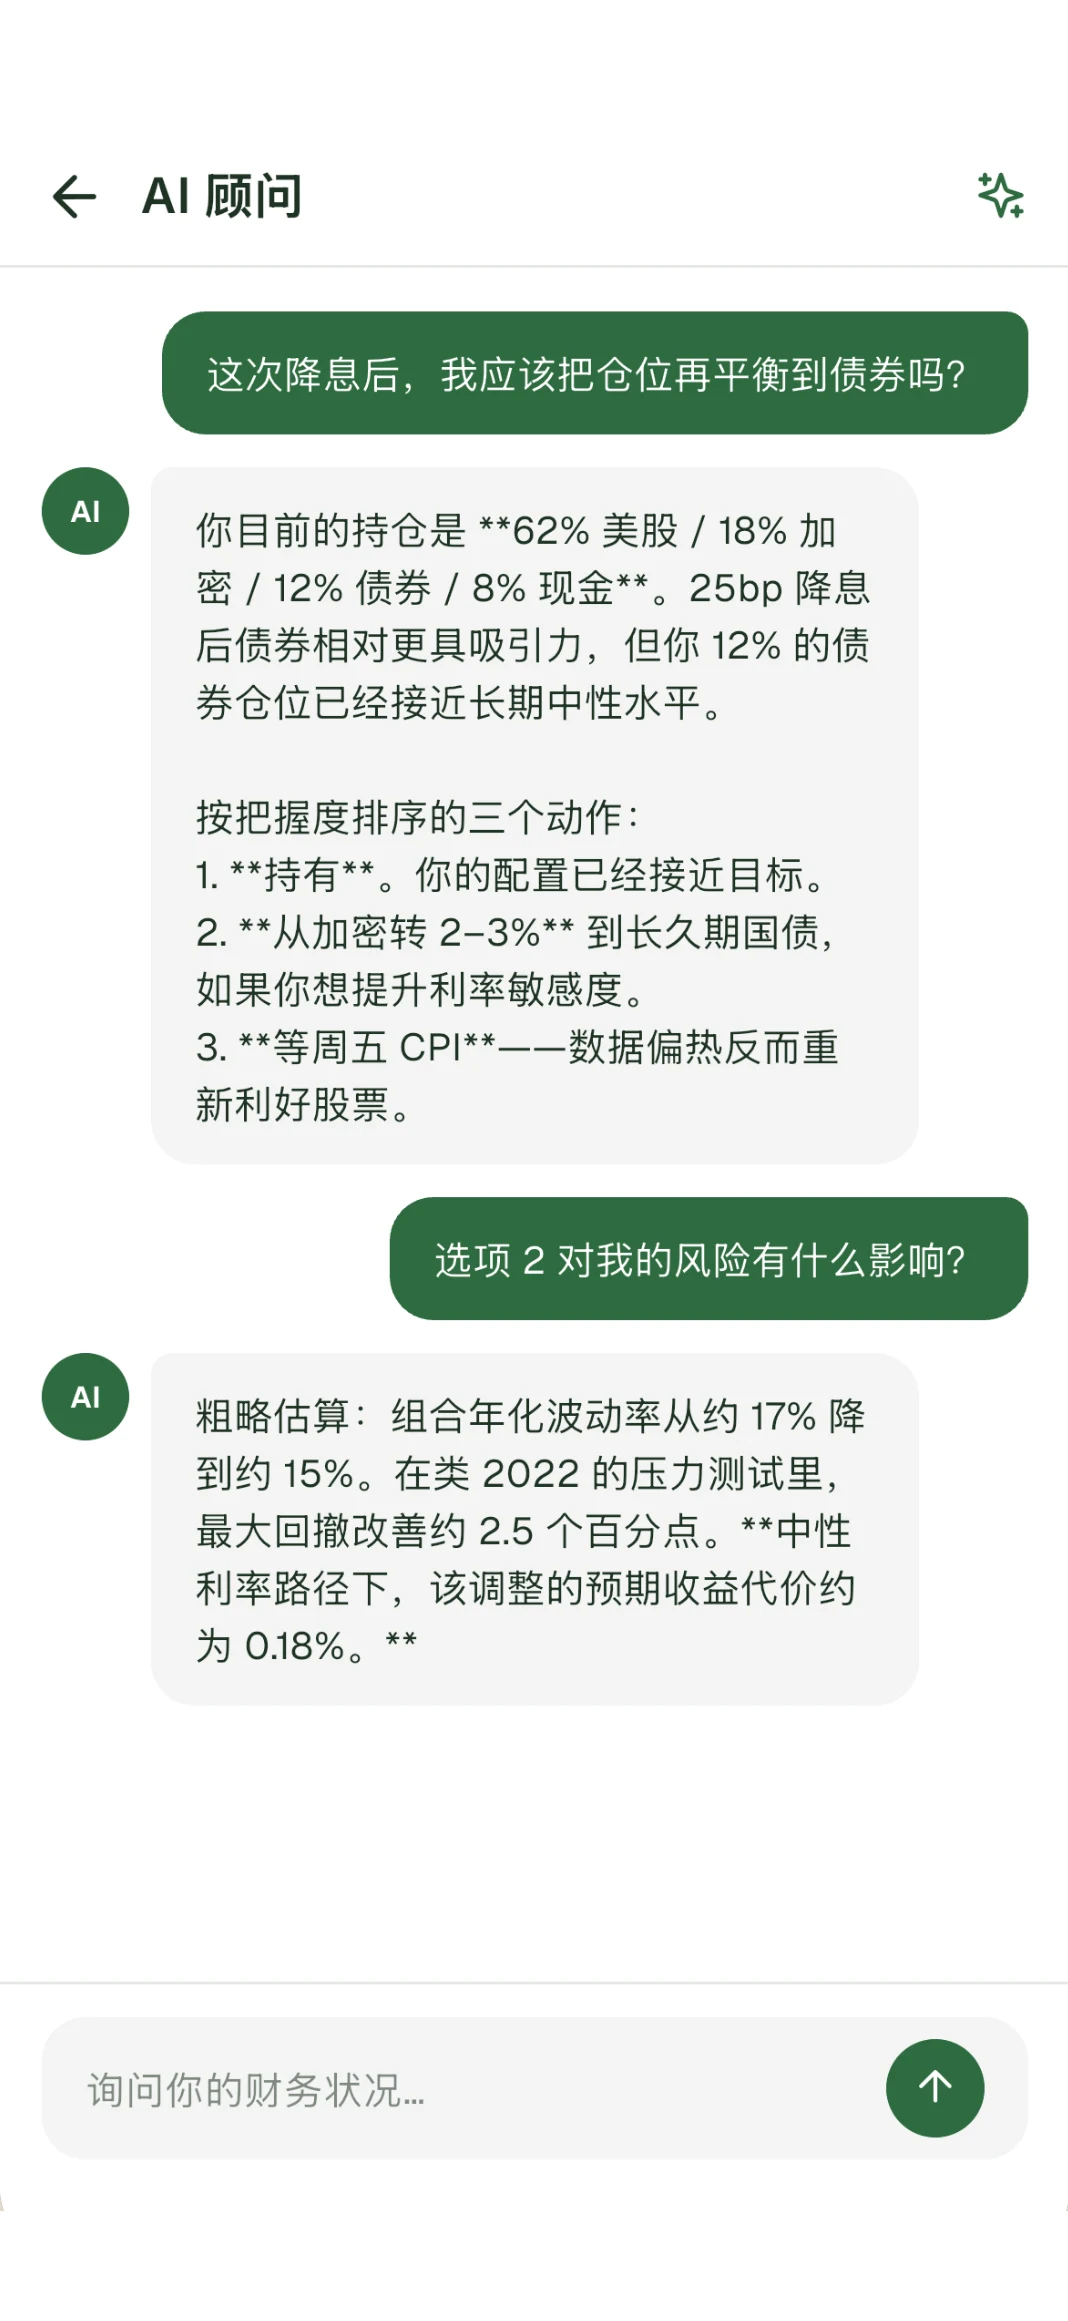 AI 顾问
这次降息后，我应该把仓位再平衡到债券吗？
AI
你目前的持仓是 **62% 美股 / 18% 加
密 / 12% 债券 / 8% 现金**。25bp 降息
后债券相对更具吸引力，但你 12% 的债
券仓位已经接近长期中性水平。
按把握度排序的三个动作：
1. **持有**。你的配置已经接近目标。
2. **从加密转 2–3%** 到长久期国债，
如果你想提升利率敏感度。
3. **等周五 CPI**——数据偏热反而重
新利好股票。
选项 2 对我的风险有什么影响？
AI
粗略估算：组合年化波动率从约 17% 降
到约 15%。在类 2022 的压力测试里，
最大回撤改善约 2.5 个百分点。**中性
利率路径下，该调整的预期收益代价约
为 0.18%。**
询问你的财务状况…